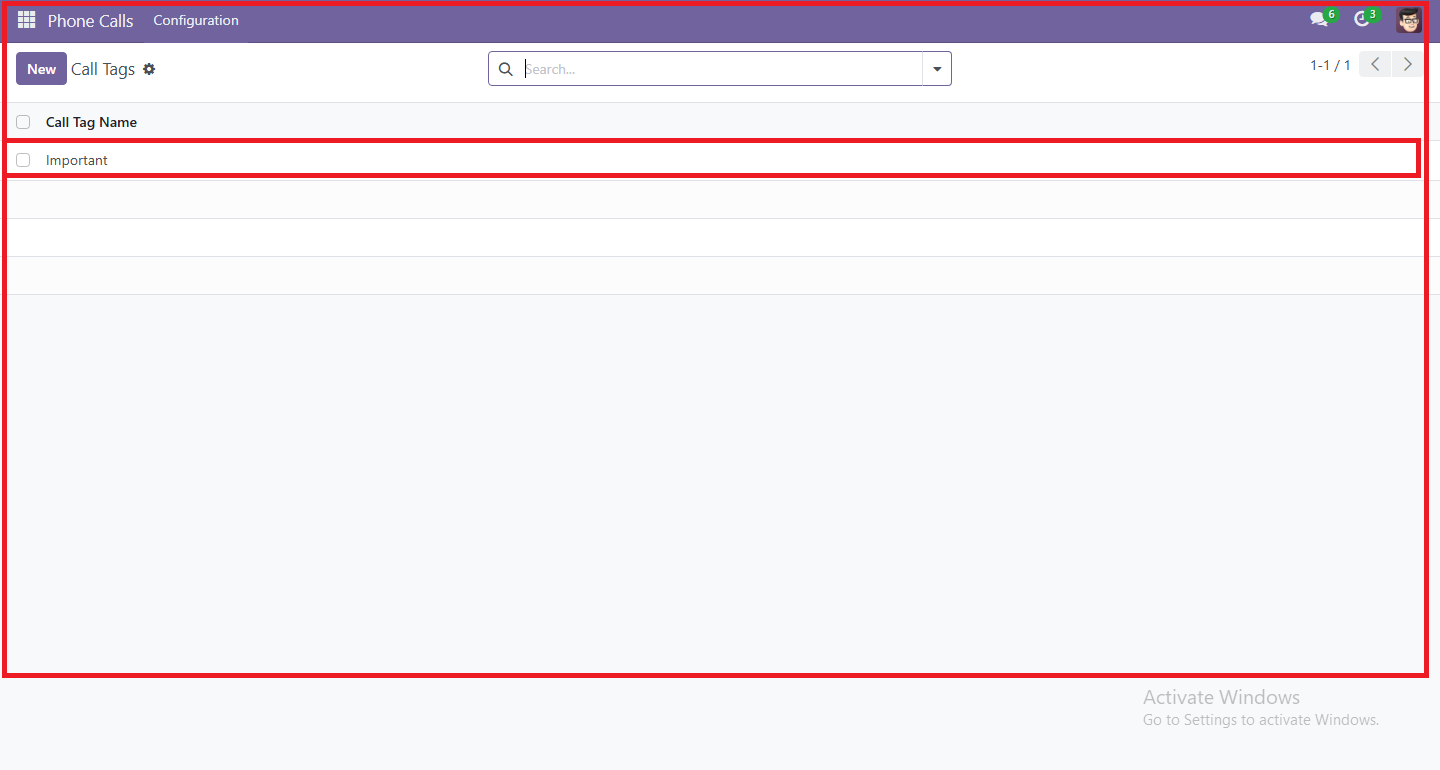 Phone Calls Configuration 6 3
New Call Tags Search... 1-1 / 1
Call Tag Name
Important
Activate Windows
Go to Settings to activate Windows.